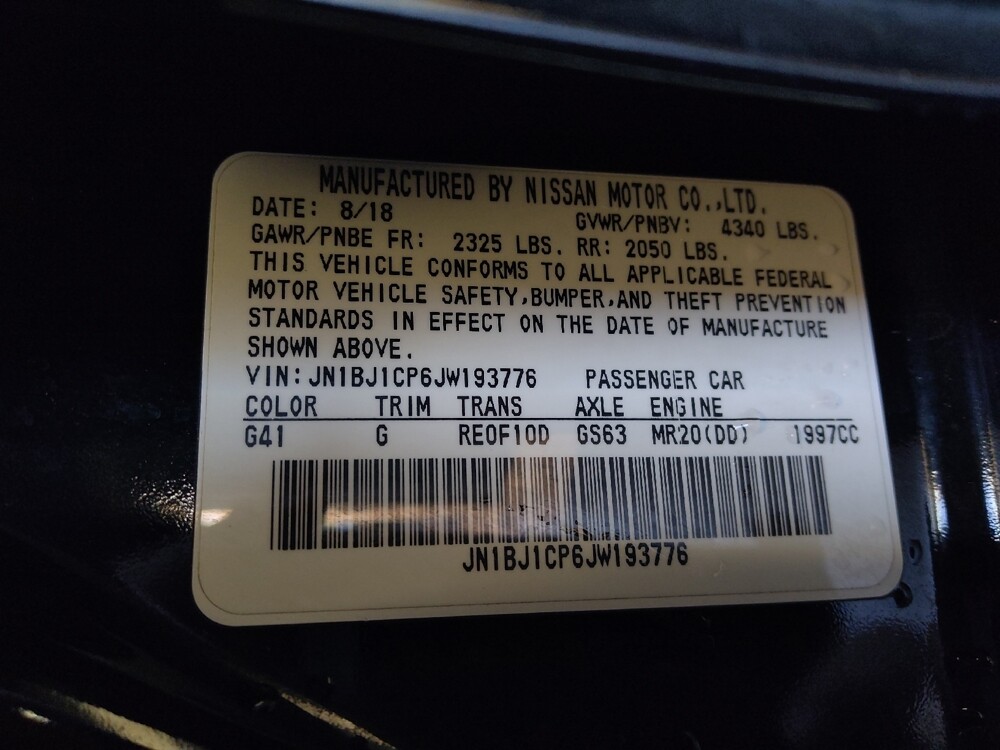 MANUFACTURED BY NISSAN MOTOR CO.,LTD.
DATE: 8/18 GVWR/PNBV: 4340 LBS.
GAWR/PNBE FR: 2325 LBS. RR: 2050 LBS.
THIS VEHICLE CONFORMS TO ALL APPLICABLE FEDERAL
MOTOR VEHICLE SAFETY,BUMPER,AND THEFT PREVENTION
STANDARDS IN EFFECT ON THE DATE OF MANUFACTURE
SHOWN ABOVE.
VIN: JN1BJ1CP6JW193776 PASSENGER CAR
COLOR TRIM TRANS AXLE ENGINE
G41 G RE0F10D GS63 MR20(DD) 1997CC
JN1BJ1CP6JW193776